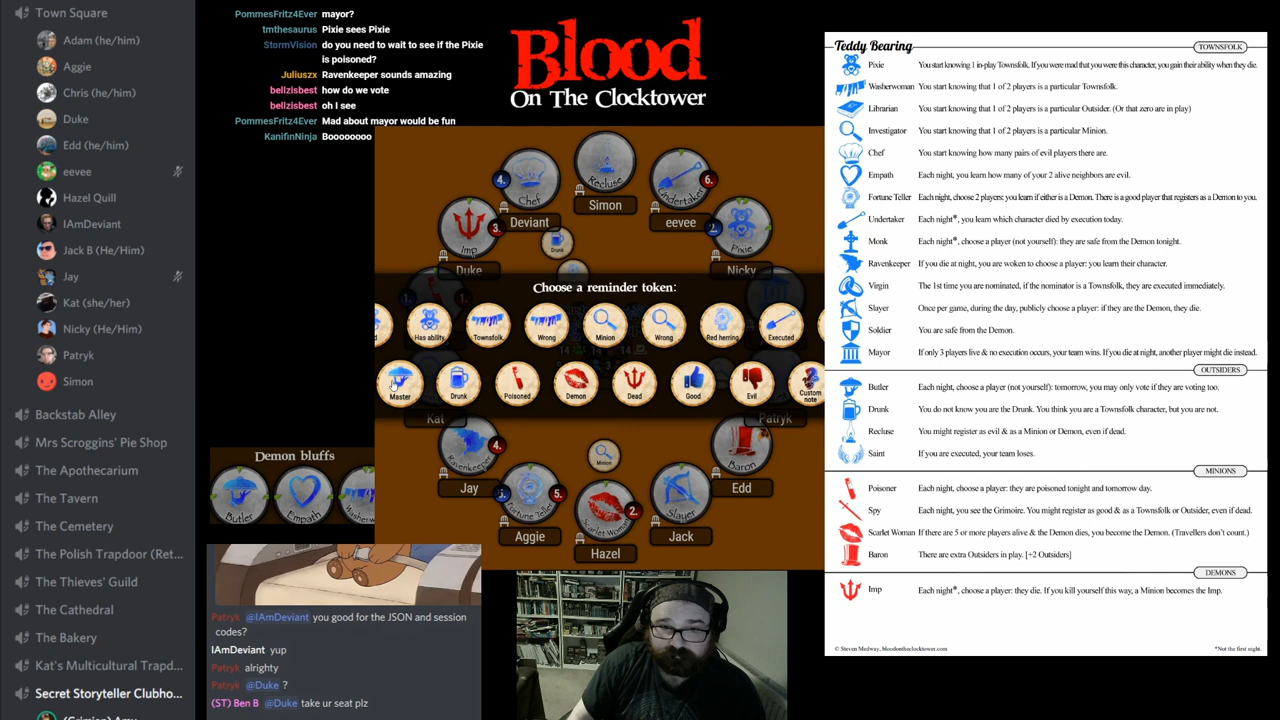 Town Square
Adam (he/him)
Aggie
Chris (he/him)
Duke
Edd (he/him)
eevee
Hazel Quill
IAmDeviant
Jack B (He/Him)
Jay
Kat (she/her)
Nicky (He/Him)
Patryk
Simon
Backstab Alley
Mrs Scroggins' Pie Shop
The Apothecarium
The Tavern
The Cemetery
The Polish Trapdoor (Ret...
The Thieves' Guild
The Cathedral
The Bakery
Kat's Multicultural Trapd...
Secret Storyteller Clubho...
PommesFritz4Ever mayor?
tmthesaurus Pixie sees Pixie
StormVision do you need to wait to see if the Pixie
is poisoned?
Juliuszx Ravenkeeper sounds amazing
bellzisbest how do we vote
bellzisbest oh I see
PommesFritz4Ever Mad about mayor would be fun
KanifinNinja Boooooooo
Blood
On The Clocktower
Recluse
Simon
Chef
4.
Deviant
Undertaker
6.
eevee
Imp
3.
Duke
Drunk
Pixie
2.
Nicky
Choose a reminder token:
Has ability
Townsfolk
Wrong
Minion
Wrong
Red herring
Executed
Master
Drunk
Poisoned
Demon
Dead
Good
Evil
Custom
note
Kat
Patryk
Ravenkeeper
4.
Jay
Minion
Baron
Edd
Fortune Teller
5.
Aggie
Scarlet Woman
2.
Hazel
Slayer
Jack
Demon bluffs
Butler
Empath
Patryk @IAmDeviant you good for the JSON and session
codes?
IAmDeviant yup
Patryk alrighty
Patryk @Duke ?
(ST) Ben B @Duke take ur seat plz
Teddy Bearing
TOWNSFOLK
Pixie You start knowing 1 in-play Townsfolk. If you were mad that you were this character, you gain their ability when they die.
Washerwoman You start knowing that 1 of 2 players is a particular Townsfolk.
Librarian You start knowing that 1 of 2 players is a particular Outsider. (Or that zero are in play)
Investigator You start knowing that 1 of 2 players is a particular Minion.
Chef You start knowing how many pairs of evil players there are.
Empath Each night, you learn how many of your 2 alive neighbors are evil.
Fortune Teller Each night, choose 2 players: you learn if either is a Demon. There is a good player that registers as a Demon to you.
Undertaker Each night*, you learn which character died by execution today.
Monk Each night*, choose a player (not yourself): they are safe from the Demon tonight.
Ravenkeeper If you die at night, you are woken to choose a player: you learn their character.
Virgin The 1st time you are nominated, if the nominator is a Townsfolk, they are executed immediately.
Slayer Once per game, during the day, publicly choose a player: if they are the Demon, they die.
Soldier You are safe from the Demon.
Mayor If only 3 players live & no execution occurs, your team wins. If you die at night, another player might die instead.
OUTSIDERS
Butler Each night, choose a player (not yourself): tomorrow, you may only vote if they are voting too.
Drunk You do not know you are the Drunk. You think you are a Townsfolk character, but you are not.
Recluse You might register as evil & as a Minion or Demon, even if dead.
Saint If you are executed, your team loses.
MINIONS
Poisoner Each night, choose a player: they are poisoned tonight and tomorrow day.
Spy Each night, you see the Grimoire. You might register as good & as a Townsfolk or Outsider, even if dead.
Scarlet Woman If there are 5 or more players alive & the Demon dies, you become the Demon. (Travellers don't count.)
Baron There are extra Outsiders in play. [+2 Outsiders]
DEMONS
Imp Each night*, choose a player: they die. If you kill yourself this way, a Minion becomes the Imp.
© Steven Medway, bloodontheclocktower.com
*Not the first night.